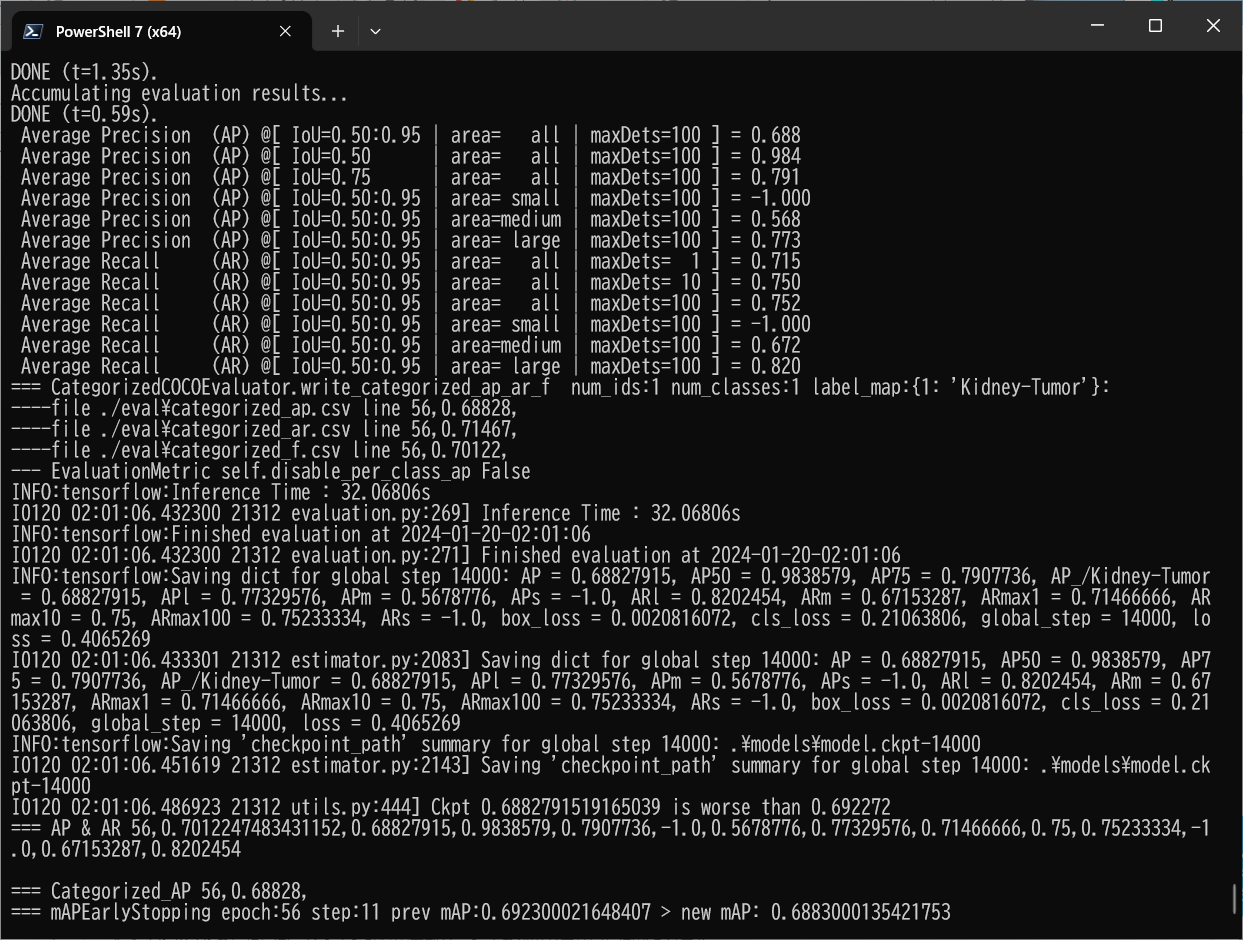 PowerShell 7 (x64)
DONE (t=1.35s).
Accumulating evaluation results...
DONE (t=0.59s).
 Average Precision  (AP) @[ IoU=0.50:0.95 | area=   all | maxDets=100 ] = 0.688
 Average Precision  (AP) @[ IoU=0.50      | area=   all | maxDets=100 ] = 0.984
 Average Precision  (AP) @[ IoU=0.75      | area=   all | maxDets=100 ] = 0.791
 Average Precision  (AP) @[ IoU=0.50:0.95 | area= small | maxDets=100 ] = -1.000
 Average Precision  (AP) @[ IoU=0.50:0.95 | area=medium | maxDets=100 ] = 0.568
 Average Precision  (AP) @[ IoU=0.50:0.95 | area= large | maxDets=100 ] = 0.773
 Average Recall     (AR) @[ IoU=0.50:0.95 | area=   all | maxDets=  1 ] = 0.715
 Average Recall     (AR) @[ IoU=0.50:0.95 | area=   all | maxDets= 10 ] = 0.750
 Average Recall     (AR) @[ IoU=0.50:0.95 | area=   all | maxDets=100 ] = 0.752
 Average Recall     (AR) @[ IoU=0.50:0.95 | area= small | maxDets=100 ] = -1.000
 Average Recall     (AR) @[ IoU=0.50:0.95 | area=medium | maxDets=100 ] = 0.672
 Average Recall     (AR) @[ IoU=0.50:0.95 | area= large | maxDets=100 ] = 0.820
=== CategorizedCOCOEvaluator.write_categorized_ap_ar_f  num_ids:1 num_classes:1 label_map:{1: 'Kidney-Tumor'}:
----file ./eval¥categorized_ap.csv line 56,0.68828,
----file ./eval¥categorized_ar.csv line 56,0.71467,
----file ./eval¥categorized_f.csv line 56,0.70122,
--- EvaluationMetric self.disable_per_class_ap False
INFO:tensorflow:Inference Time : 32.06806s
I0120 02:01:06.432300 21312 evaluation.py:269] Inference Time : 32.06806s
INFO:tensorflow:Finished evaluation at 2024-01-20-02:01:06
I0120 02:01:06.432300 21312 evaluation.py:271] Finished evaluation at 2024-01-20-02:01:06
INFO:tensorflow:Saving dict for global step 14000: AP = 0.68827915, AP50 = 0.9838579, AP75 = 0.7907736, AP_/Kidney-Tumor
 = 0.68827915, APl = 0.77329576, APm = 0.5678776, APs = -1.0, ARl = 0.8202454, ARm = 0.67153287, ARmax1 = 0.71466666, AR
max10 = 0.75, ARmax100 = 0.75233334, ARs = -1.0, box_loss = 0.0020816072, cls_loss = 0.21063806, global_step = 14000, lo
ss = 0.4065269
I0120 02:01:06.433301 21312 estimator.py:2083] Saving dict for global step 14000: AP = 0.68827915, AP50 = 0.9838579, AP7
5 = 0.7907736, AP_/Kidney-Tumor = 0.68827915, APl = 0.77329576, APm = 0.5678776, APs = -1.0, ARl = 0.8202454, ARm = 0.67
153287, ARmax1 = 0.71466666, ARmax10 = 0.75, ARmax100 = 0.75233334, ARs = -1.0, box_loss = 0.0020816072, cls_loss = 0.21
063806, global_step = 14000, loss = 0.4065269
INFO:tensorflow:Saving 'checkpoint_path' summary for global step 14000: .¥models¥model.ckpt-14000
I0120 02:01:06.451619 21312 estimator.py:2143] Saving 'checkpoint_path' summary for global step 14000: .¥models¥model.ck
pt-14000
I0120 02:01:06.486923 21312 utils.py:444] Ckpt 0.6882791519165039 is worse than 0.692272
=== AP & AR 56,0.7012247483431152,0.68827915,0.9838579,0.7907736,-1.0,0.5678776,0.77329576,0.71466666,0.75,0.75233334,-1
.0,0.67153287,0.8202454
=== Categorized_AP 56,0.68828,
=== mAPEarlyStopping epoch:56 step:11 prev mAP:0.692300021648407 > new mAP: 0.6883000135421753